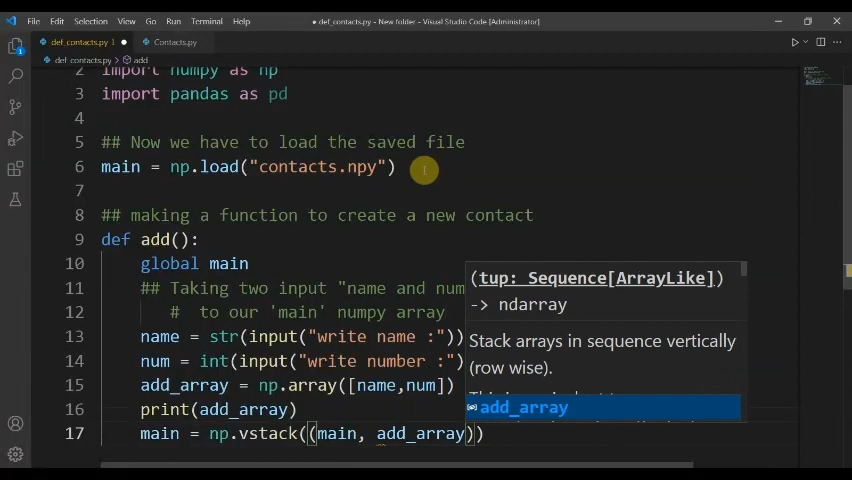 File Edit Selection View Go Run Terminal Help
● def_contacts.py - New folder - Visual Studio Code [Administrator]
def_contacts.py 1 ● Contacts.py
def_contacts.py > add
2 import numpy as np
3 import pandas as pd
4
5 ## Now we have to load the saved file
6 main = np.load("contacts.npy")
7
8 ## making a function to create a new contact
9 def add():
10 global main
11 ## Taking two input "name and num
12 # to our 'main' numpy array
13 name = str(input("write name :"))
14 num = int(input("write number :")
15 add_array = np.array([name,num])
16 print(add_array)
17 main = np.vstack((main, add_array))
(tup: Sequence[ArrayLike])
-> ndarray
Stack arrays in sequence vertically
(row wise).
add_array
1